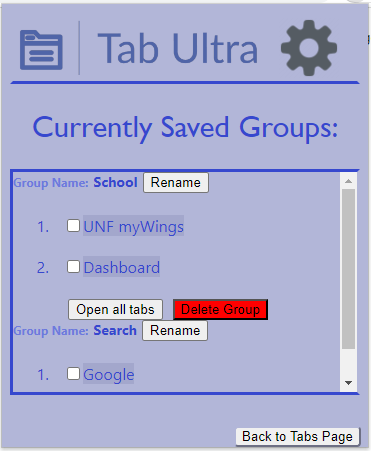 Tab Ultra
Currently Saved Groups:
Group Name: School Rename
1. UNF myWings
2. Dashboard
Open all tabs Delete Group
Group Name: Search Rename
1. Google
Back to Tabs Page